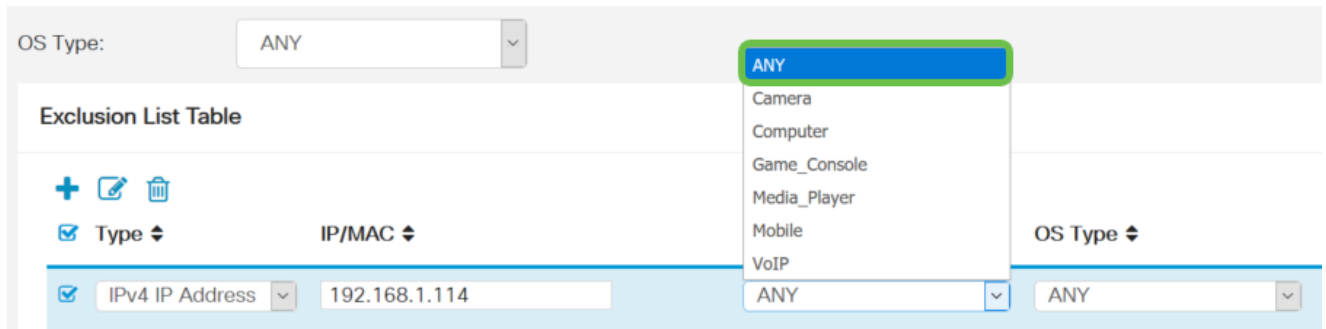 OS Type: ANY
ANY
Camera
Exclusion List Table
Computer
Game_Console
Media_Player
Mobile
VoIP
Type IP/MAC OS Type
IPv4 IP Address 192.168.1.114 ANY ANY